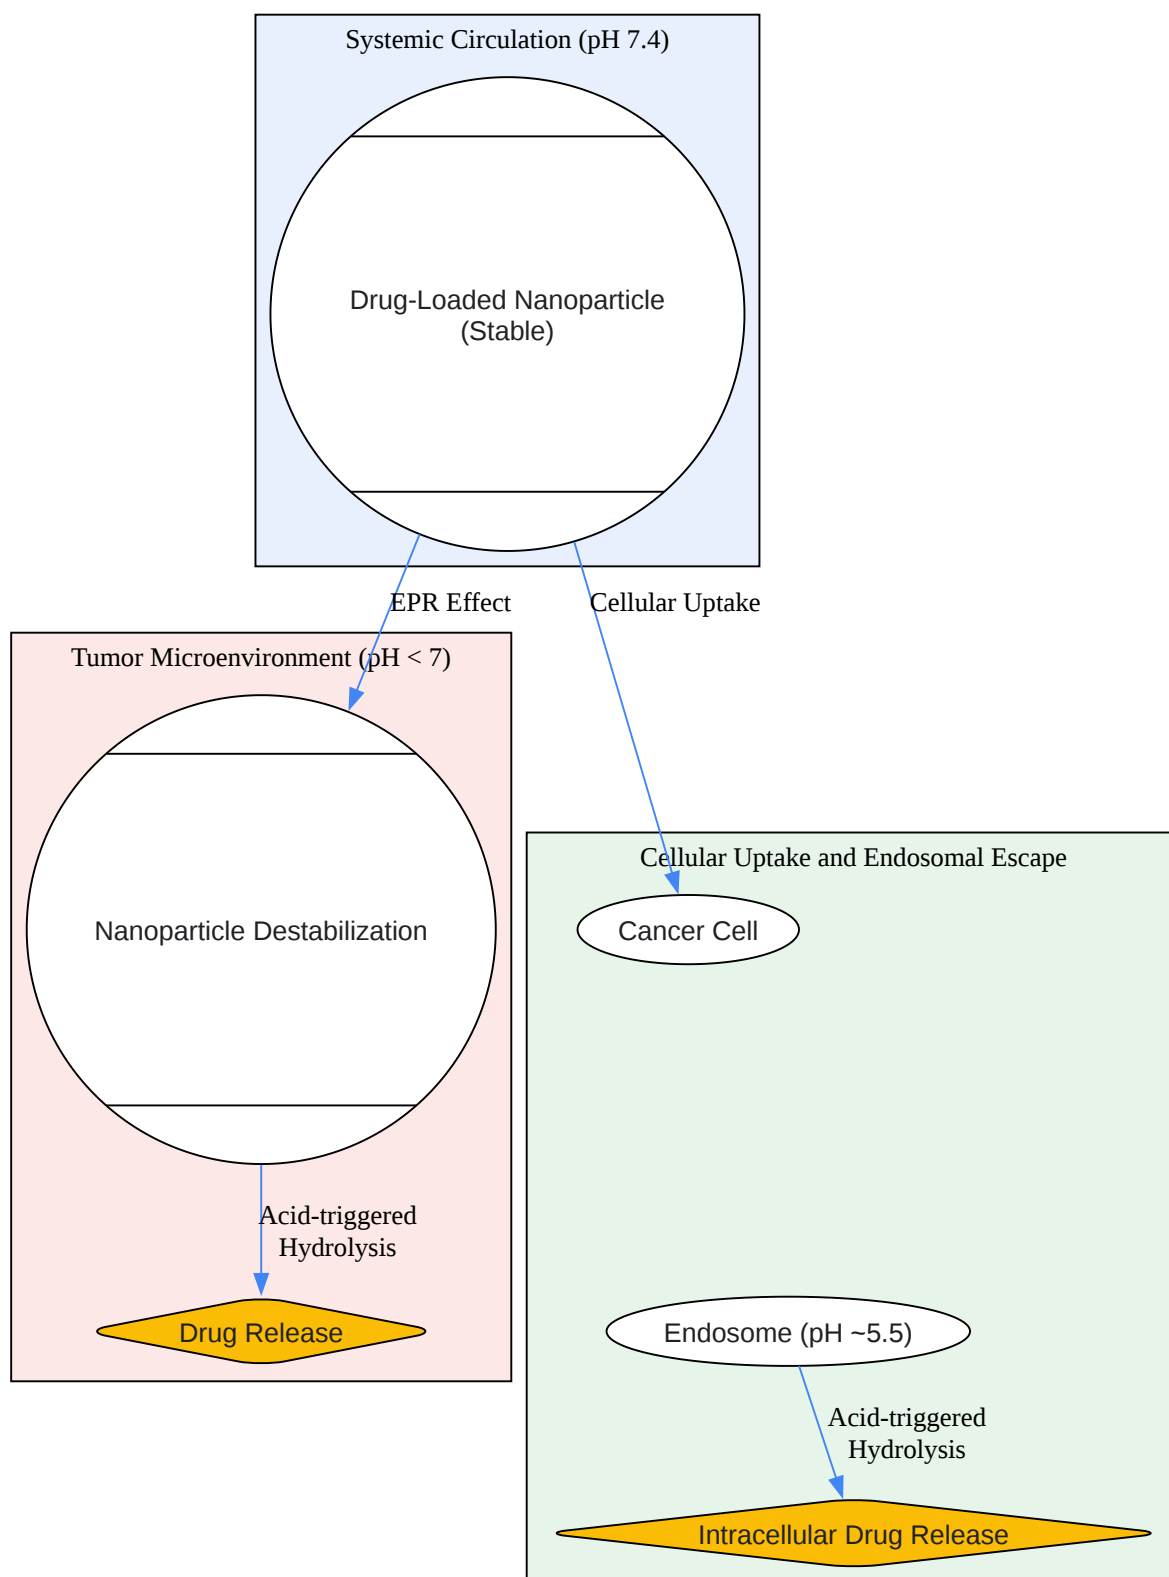 Systemic Circulation (pH 7.4)
Drug-Loaded Nanoparticle
(Stable)
EPR Effect
Cellular Uptake
Tumor Microenvironment (pH < 7)
Nanoparticle Destabilization
Acid-triggered
Hydrolysis
Drug Release
Cellular Uptake and Endosomal Escape
Cancer Cell
Endosome (pH ~5.5)
Acid-triggered
Hydrolysis
Intracellular Drug Release